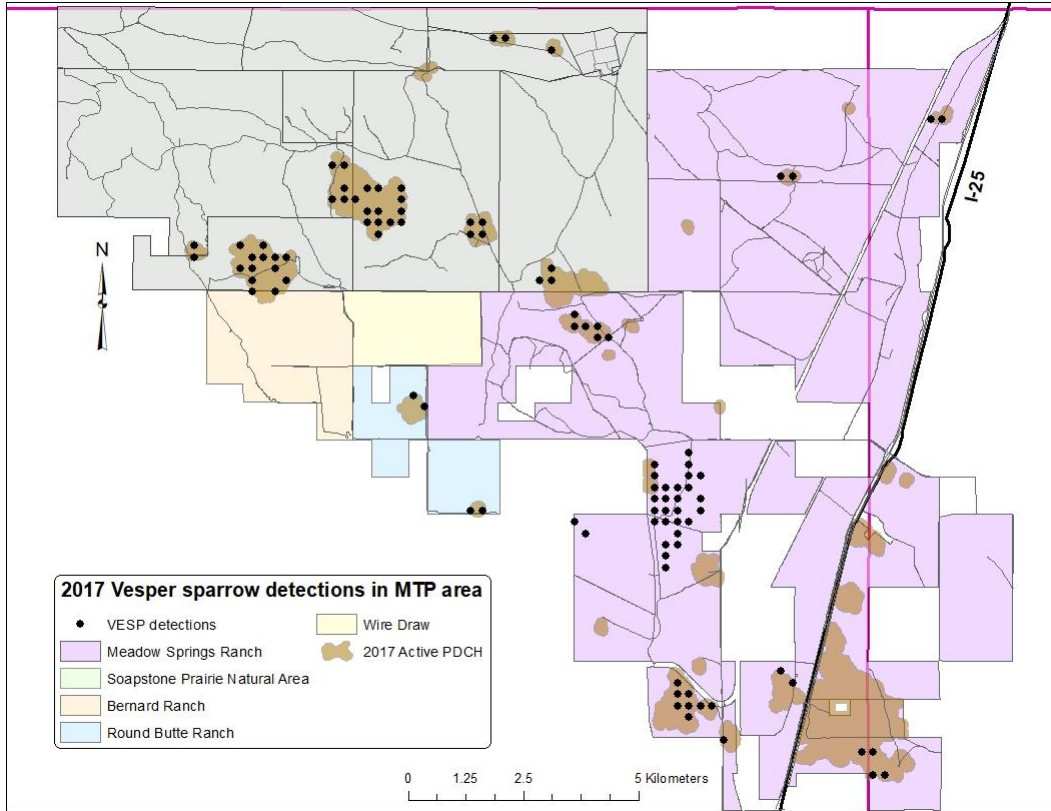 I-25
N
2017 Vesper sparrow detections in MTP area
VESP detections
Wire Draw
Meadow Springs Ranch
2017 Active PDCH
Soapstone Prairie Natural Area
Bernard Ranch
Round Butte Ranch
0 1.25 2.5 5 Kilometers